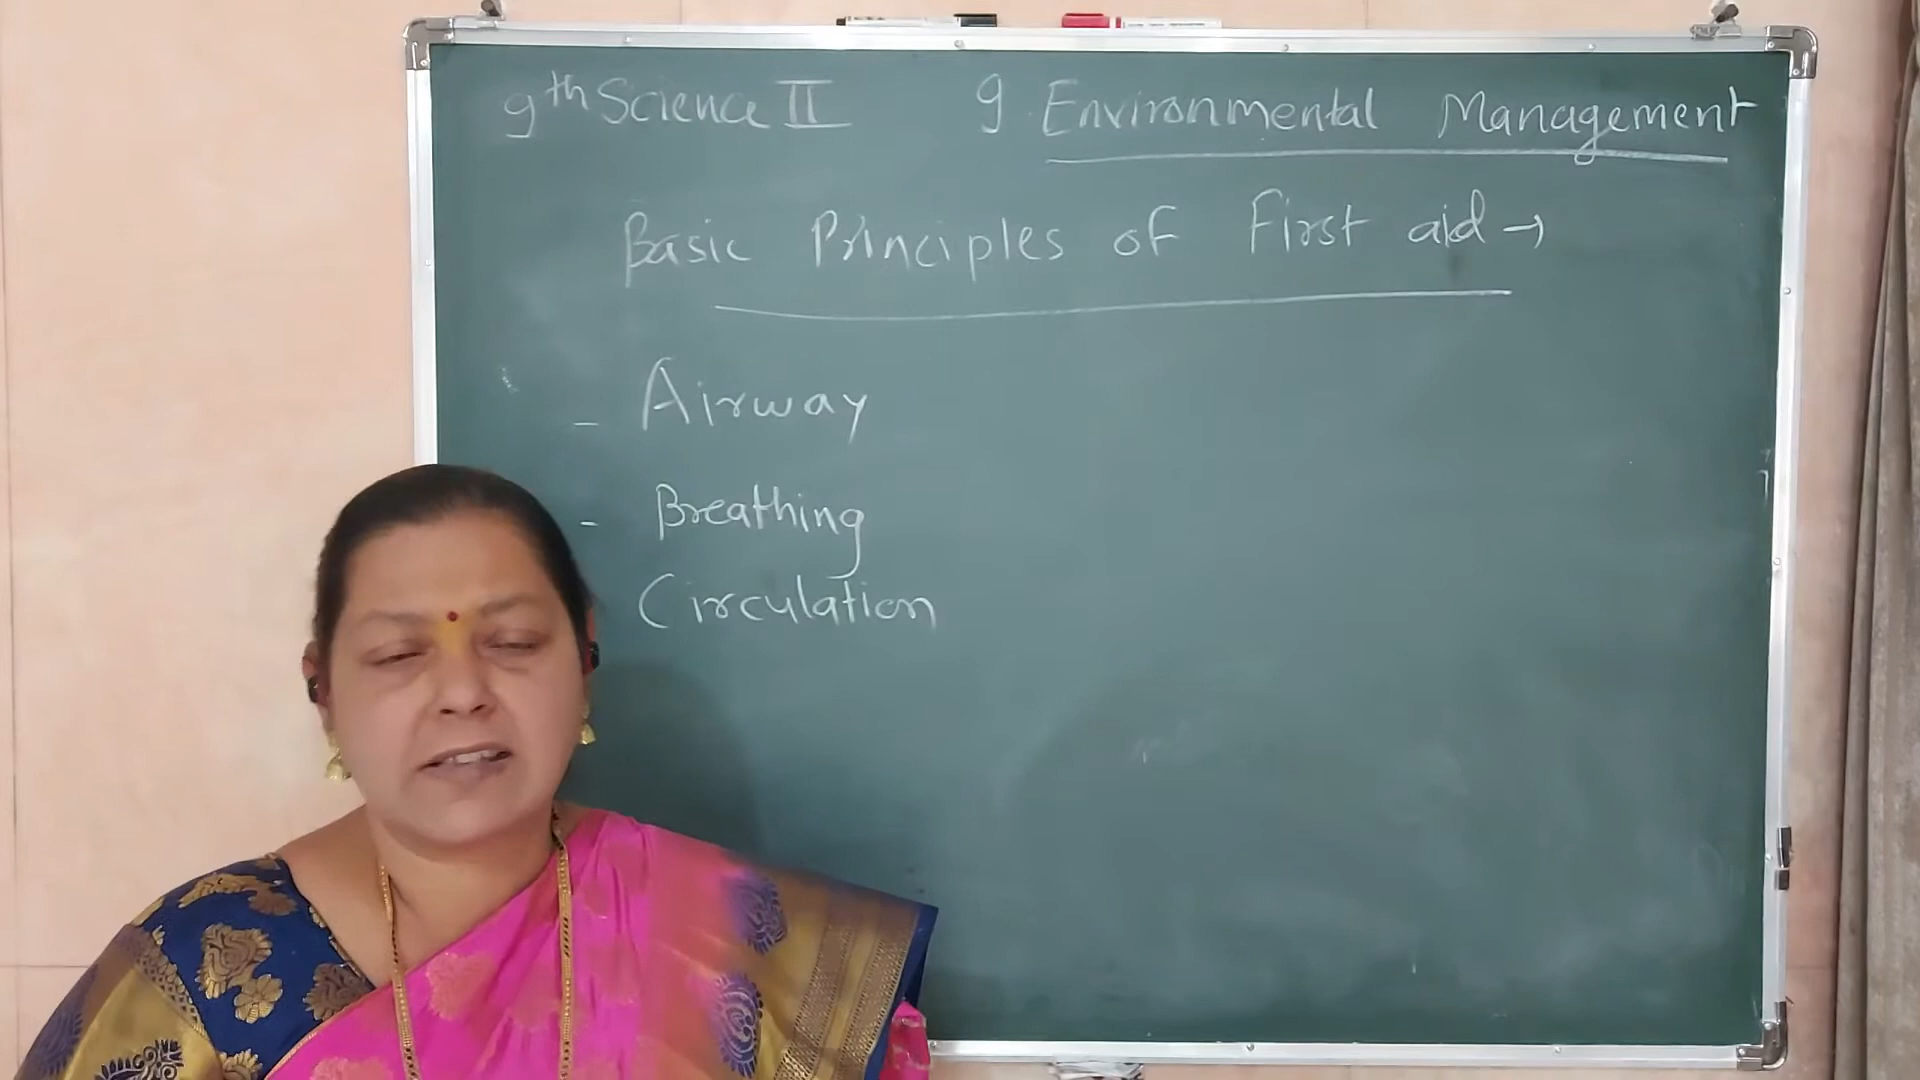 9th Science II 9. Environmental Management
Basic Principles of First aid →
- Airway
- Breathing
Circulation